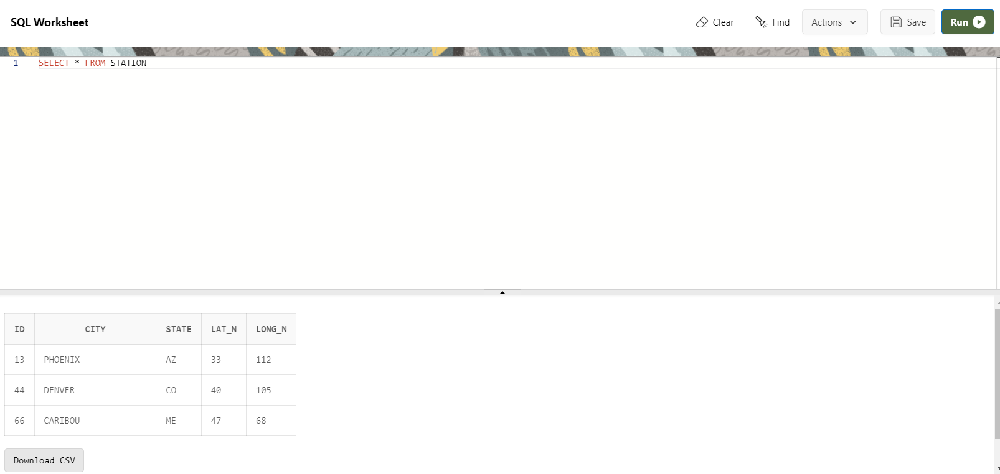 SQL Worksheet
Clear
Find
Actions
Save
Run
1 SELECT * FROM STATION
ID CITY STATE LAT_N LONG_N
13 PHOENIX AZ 33 112
44 DENVER CO 40 105
66 CARIBOU ME 47 68
Download CSV